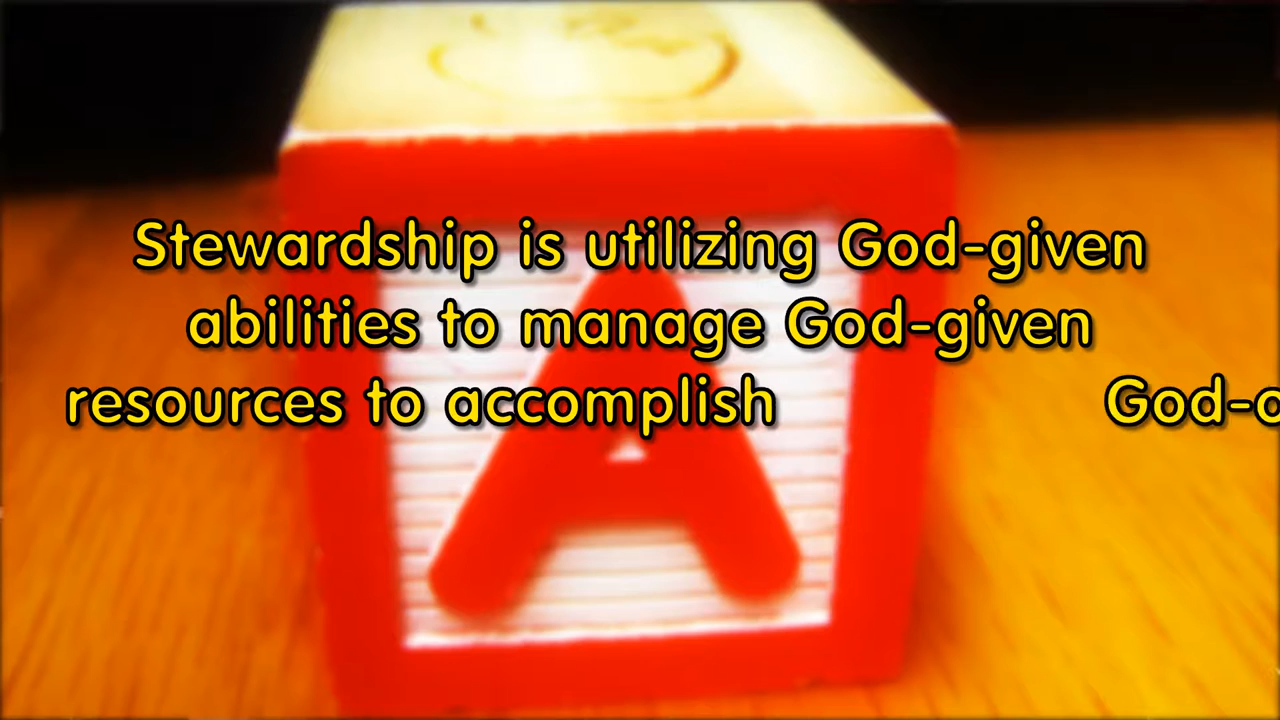 Stewardship is utilizing God-given
abilities to manage God-given
resources to accomplish
A